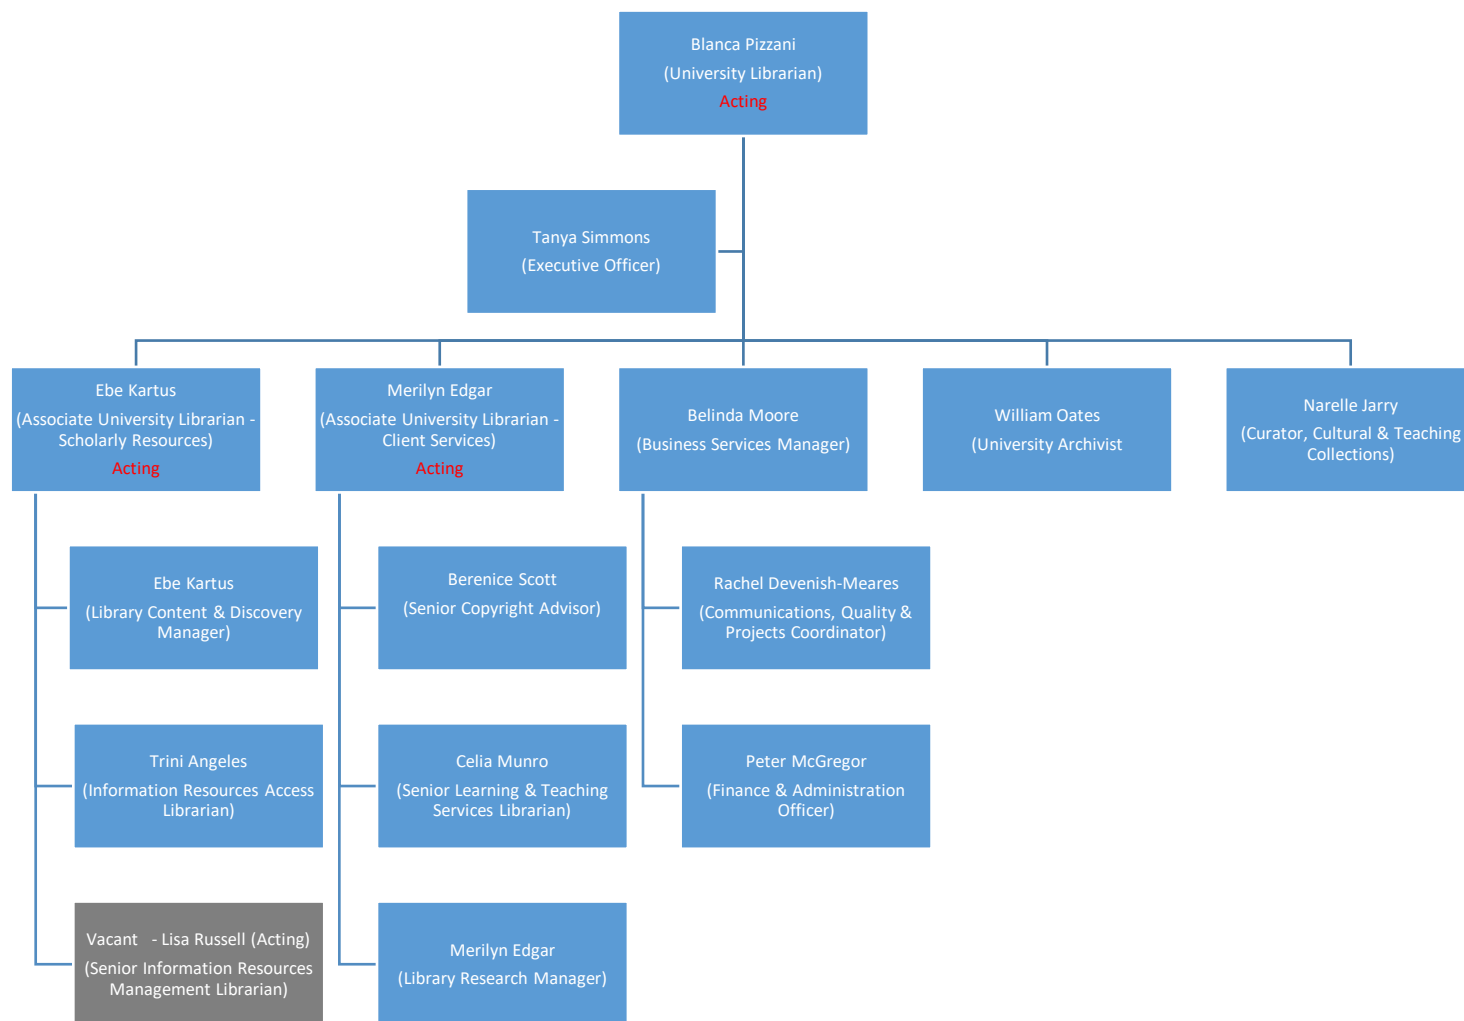 Blanca Pizzani
(University Librarian)
Acting
Tanya Simmons
(Executive Officer)
Ebe Kartus
(Associate University Librarian -
Scholarly Resources)
Acting
Merilyn Edgar
(Associate University Librarian -
Client Services)
Acting
Belinda Moore
(Business Services Manager)
William Oates
(University Archivist
Narelle Jarry
(Curator, Cultural & Teaching
Collections)
Ebe Kartus
(Library Content & Discovery
Manager)
Berenice Scott
(Senior Copyright Advisor)
Rachel Devenish-Meares
(Communications, Quality &
Projects Coordinator)
Trini Angeles
(Information Resources Access
Librarian)
Celia Munro
(Senior Learning & Teaching
Services Librarian)
Peter McGregor
(Finance & Administration
Officer)
Vacant - Lisa Russell (Acting)
(Senior Information Resources
Management Librarian)
Merilyn Edgar
(Library Research Manager)